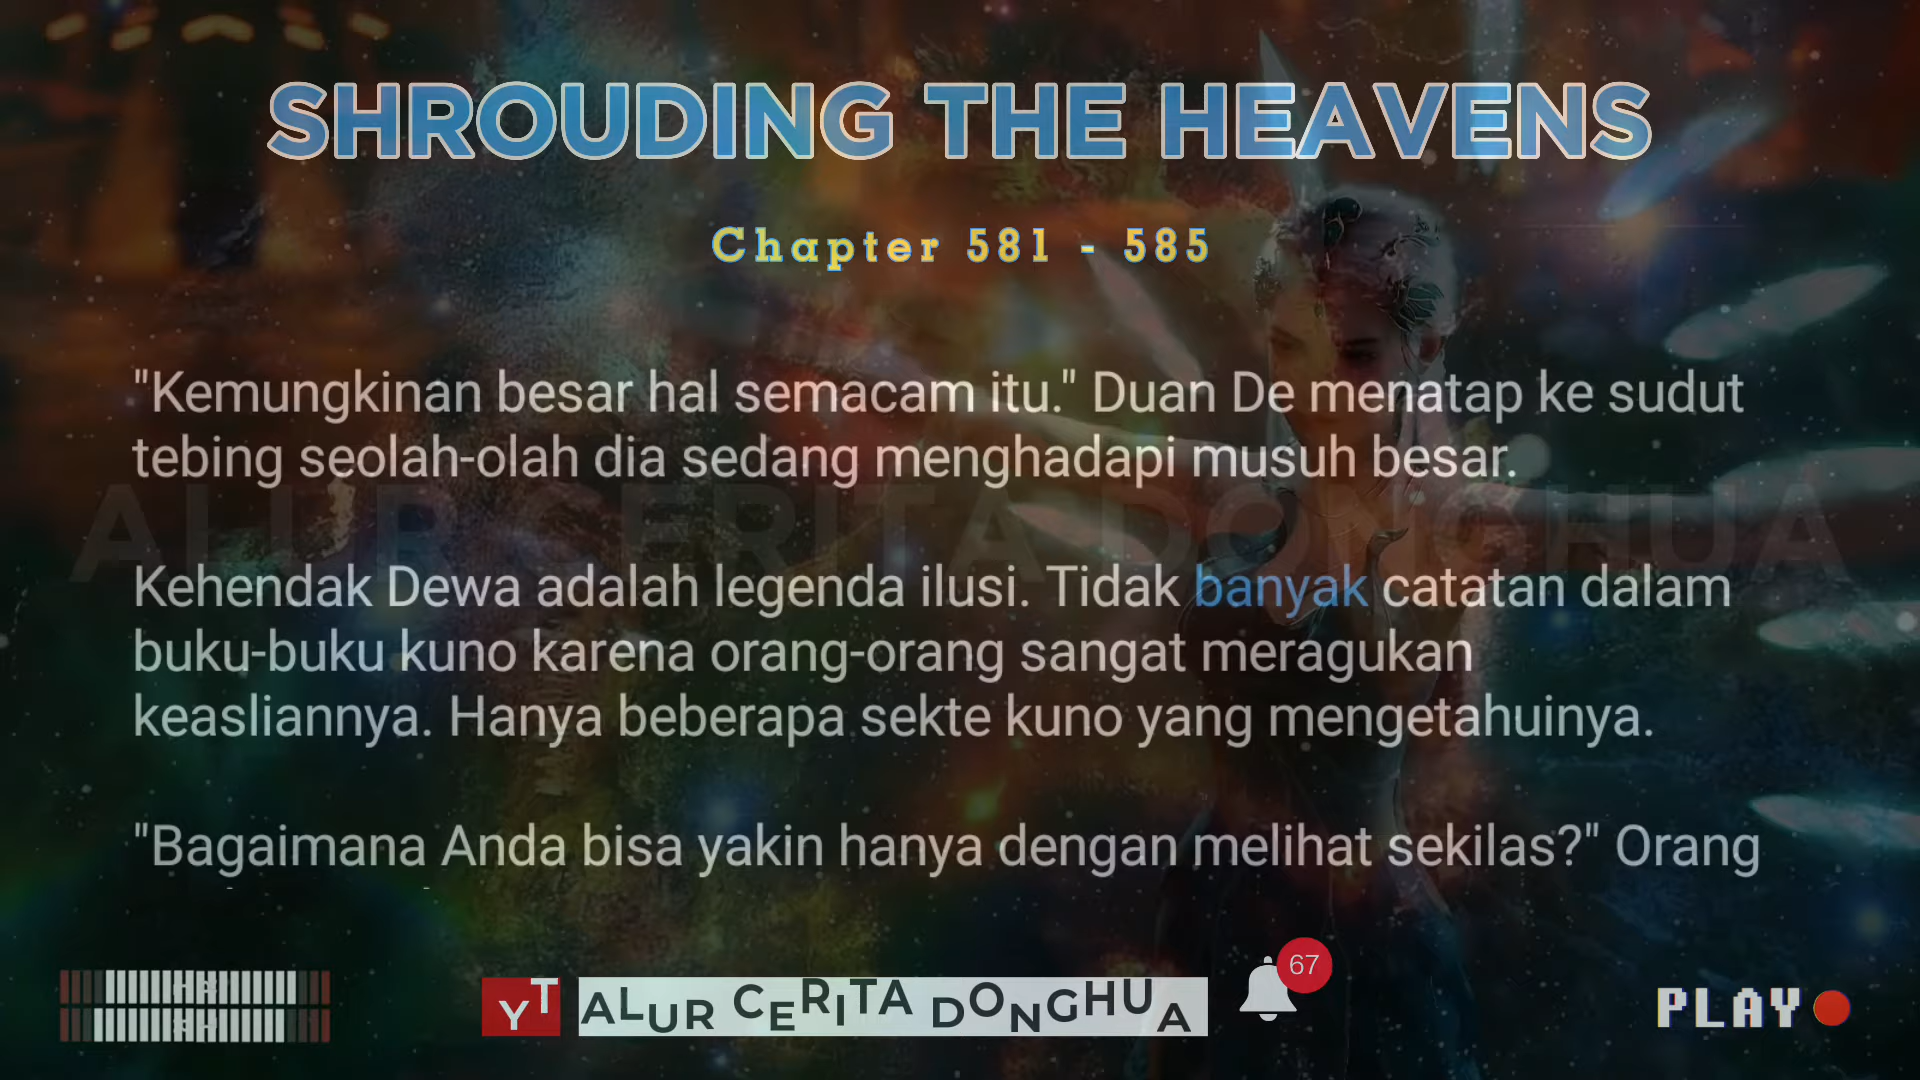 SHROUDING THE HEAVENS
Chapter 581 - 585
"Kemungkinan besar hal semacam itu." Duan De menatap ke sudut
tebing seolah-olah dia sedang menghadapi musuh besar.
ALUR CERITA DONGHUA
Kehendak Dewa adalah legenda ilusi. Tidak banyak catatan dalam
buku-buku kuno karena orang-orang sangat meragukan
keasliannya. Hanya beberapa sekte kuno yang mengetahuinya.
"Bagaimana Anda bisa yakin hanya dengan melihat sekilas?" Orang
YT ALUR CERITA DONGHUA 67
PLAY